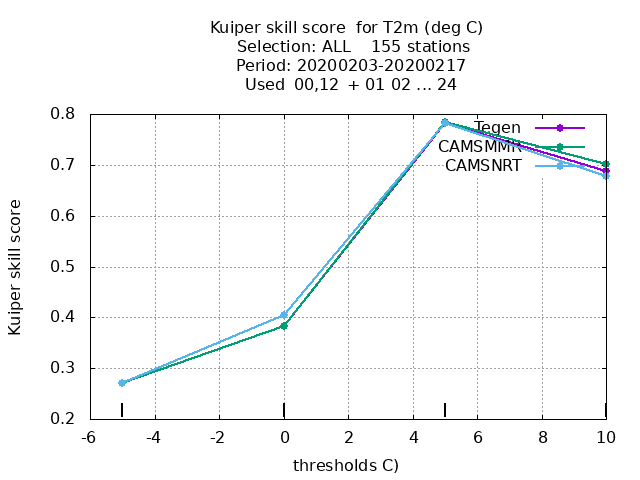 Kuiper skill score  for T2m (deg C)
Selection: ALL    155 stations
Period: 20200203-20200217
Used  00,12  + 01 02 ... 24
0.8
0.7
0.6
0.5
0.4
0.3
0.2
Kuiper skill score
Tegen
CAMSMMR
CAMSNRT
-6
-4
-2
0
2
4
6
8
10
thresholds C)